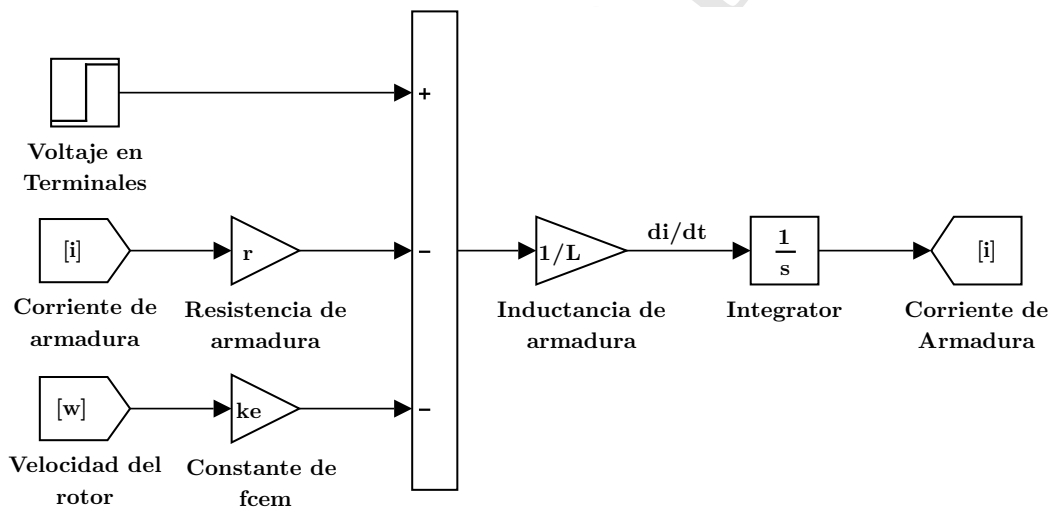 +
Voltaje en
Terminales
[i]
r
−
1/L
di/dt
1
s
[i]
Corriente de
armadura
Resistencia de
armadura
Inductancia de
armadura
Integrator
Corriente de
Armadura
[w]
ke
−
Velocidad del
rotor
Constante de
fcem